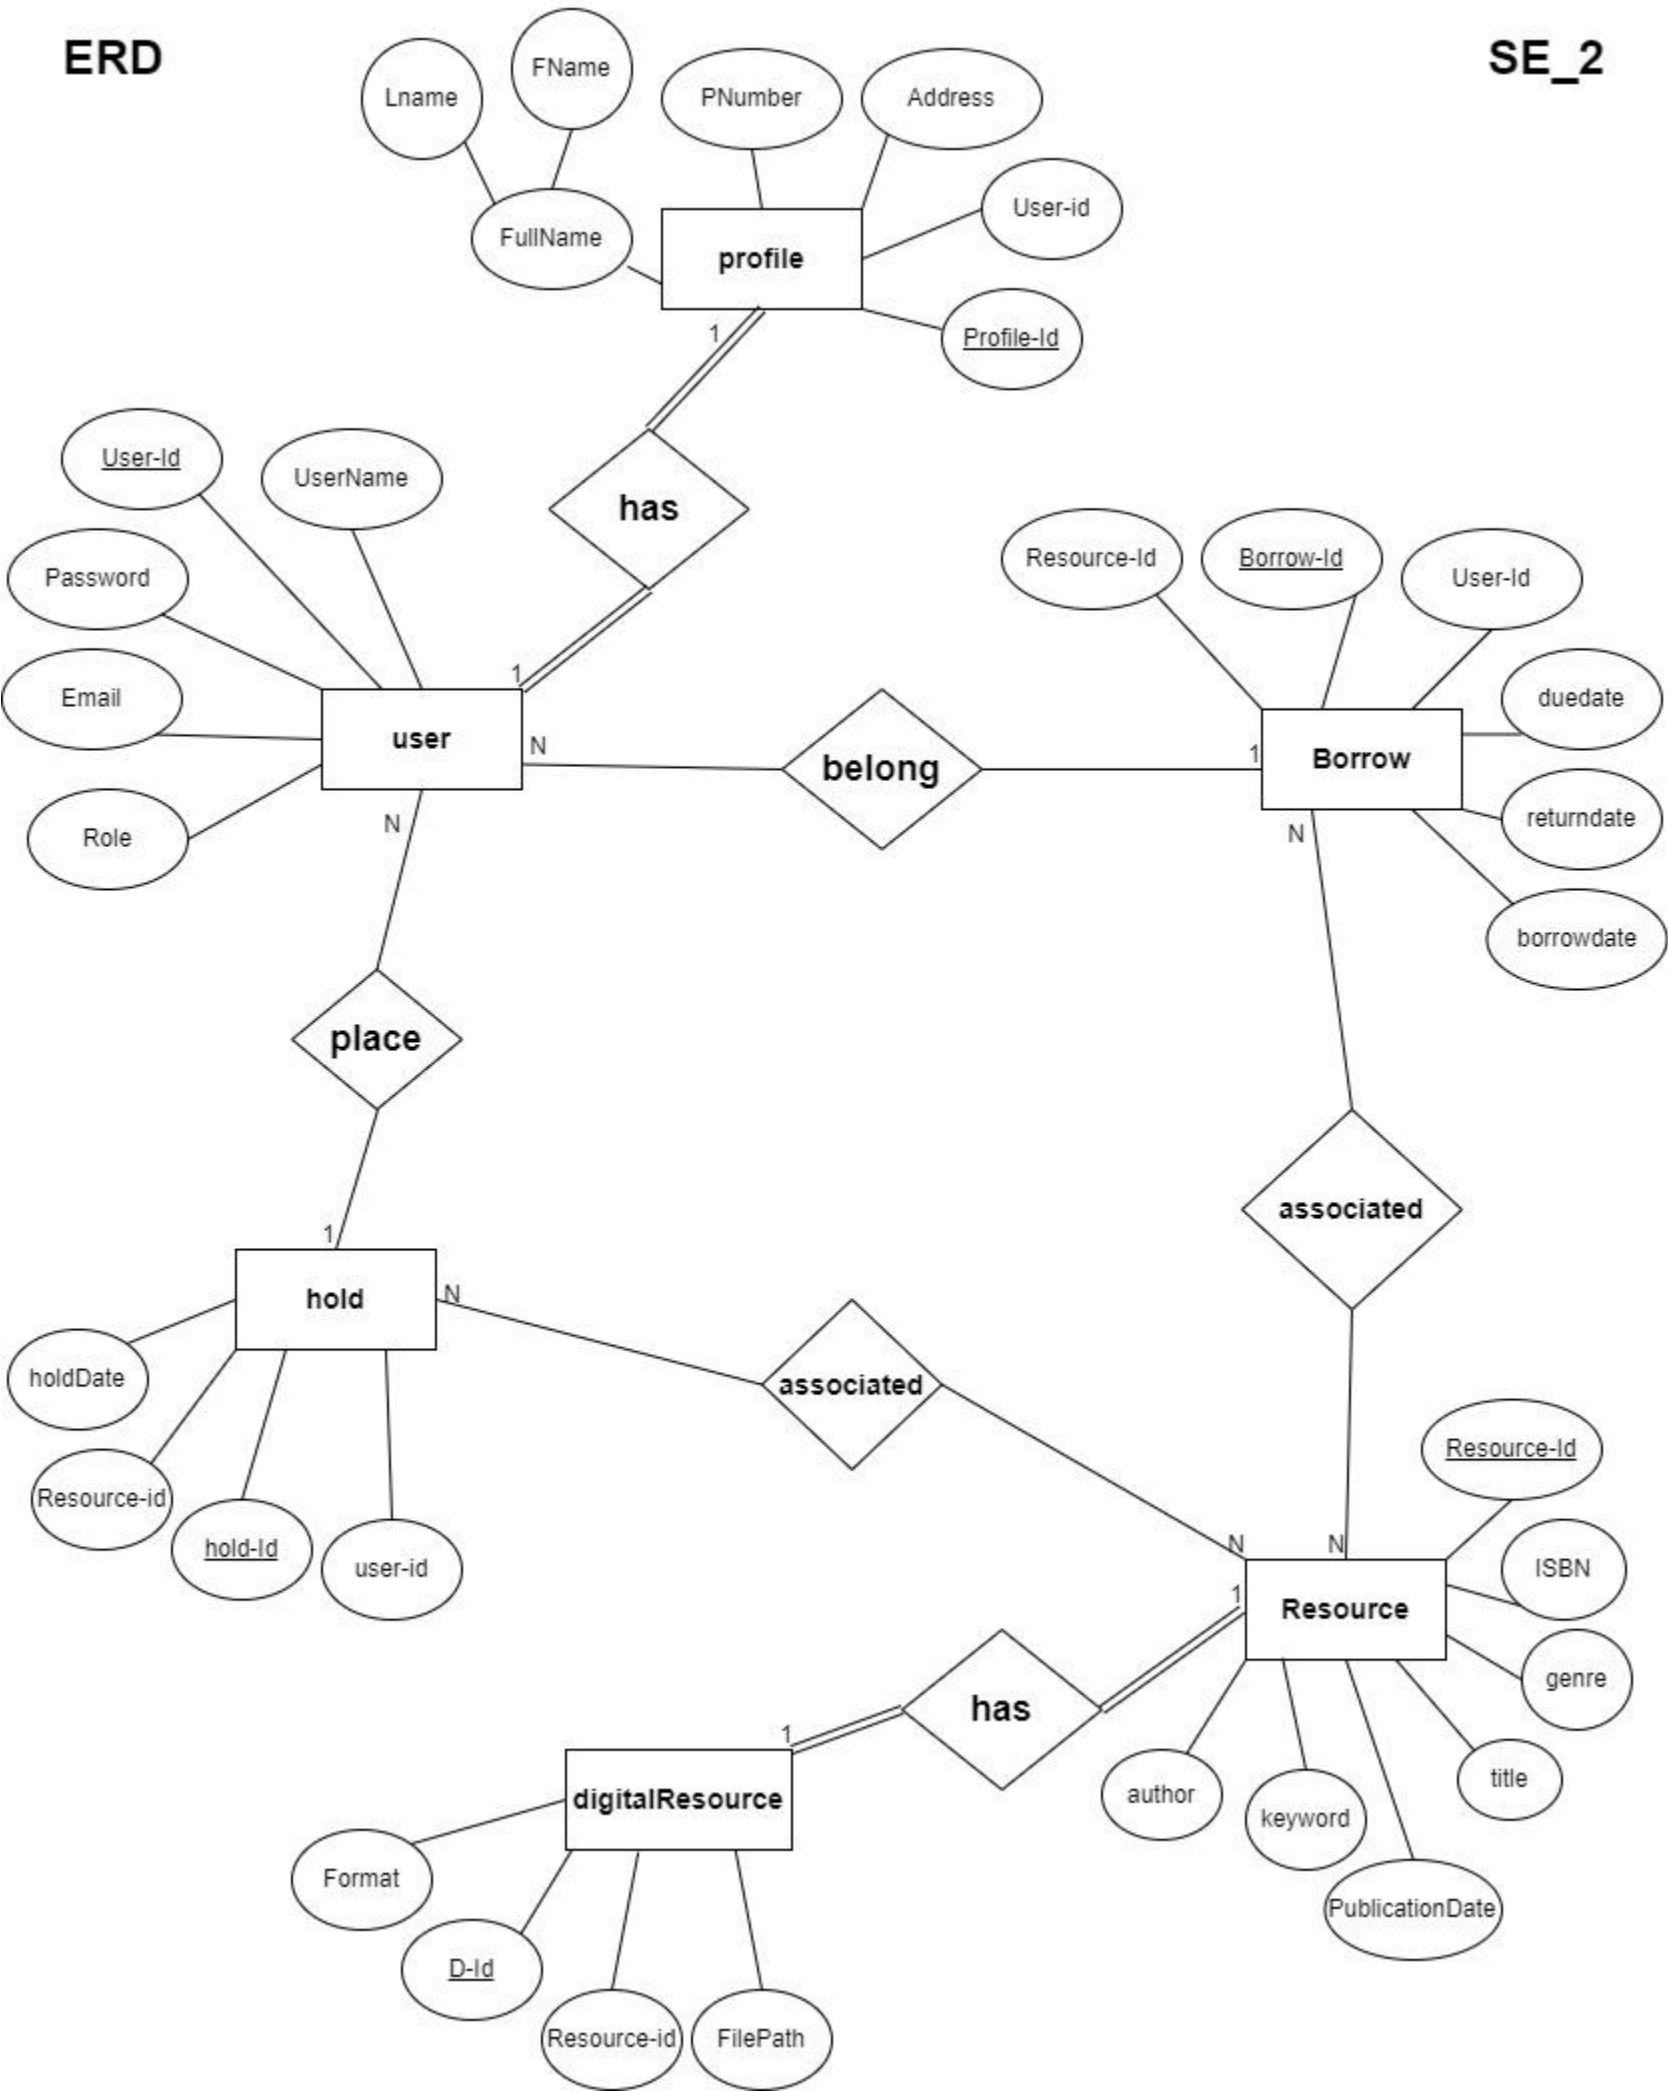 ERD
SE_2
FName
Lname
PNumber
Address
User-id
FullName
profile
Profile-Id
1
has
User-Id
UserName
Password
Email
Role
user
1
N
N
belong
Resource-Id
Borrow-Id
User-Id
duedate
1
Borrow
returndate
N
borrowdate
place
associated
1
hold
N
associated
holdDate
Resource-id
hold-Id
user-id
Resource-Id
N
N
ISBN
1
Resource
genre
has
1
title
author
keyword
digitalResource
PublicationDate
Format
D-Id
Resource-id
FilePath